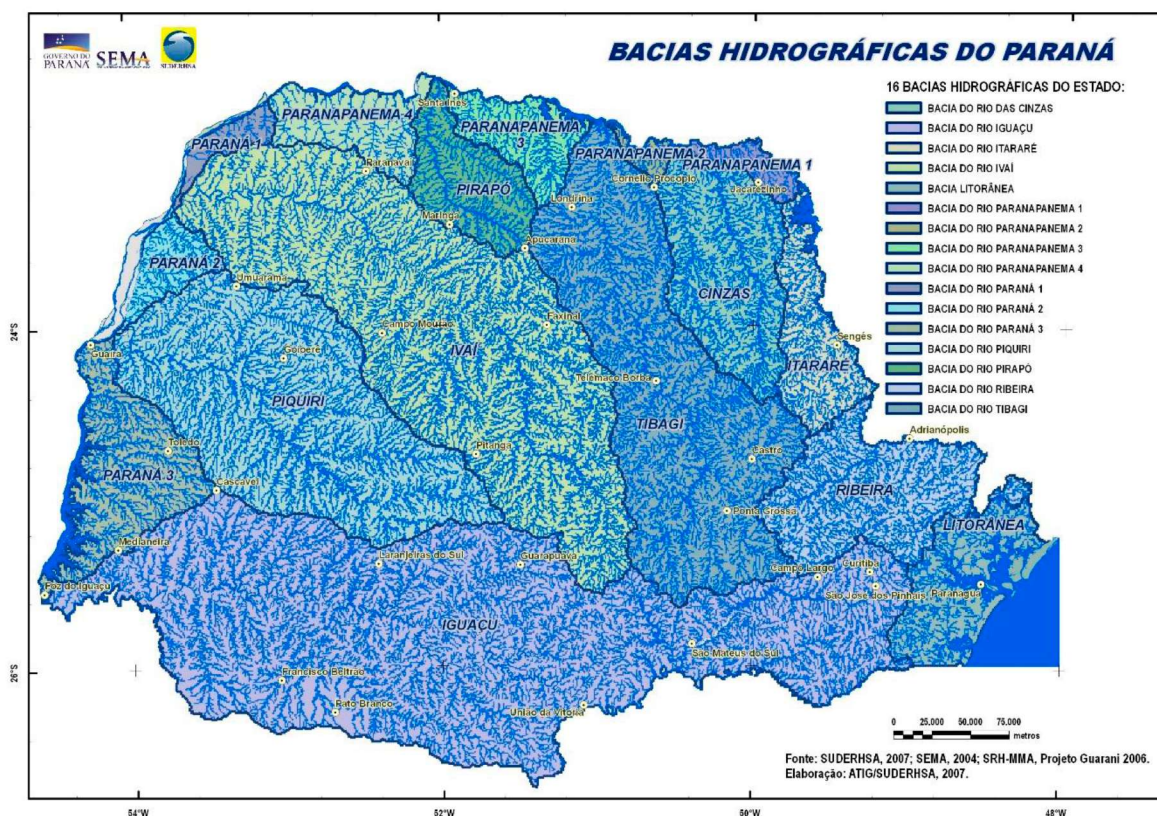 GOVERNO DO
PARANÁ
SEMA
SUDERHSA
BACIAS HIDROGRÁFICAS DO PARANÁ
16 BACIAS HIDROGRÁFICAS DO ESTADO:
BACIA DO RIO DAS CINZAS
BACIA DO RIO IGUAÇU
BACIA DO RIO ITARARÉ
BACIA DO RIO IVAÍ
BACIA LITORÂNEA
BACIA DO RIO PARANAPANEMA 1
BACIA DO RIO PARANAPANEMA 2
BACIA DO RIO PARANAPANEMA 3
BACIA DO RIO PARANAPANEMA 4
BACIA DO RIO PARANÁ 1
BACIA DO RIO PARANÁ 2
BACIA DO RIO PARANÁ 3
BACIA DO RIO PIQUIRI
BACIA DO RIO PIRAPÓ
BACIA DO RIO RIBEIRA
BACIA DO RIO TIBAGI
Santa Inês
PARANAPANEMA 4
PARANAPANEMA
3
PARANÁ 1
PARANAPANEMA 2
PARANAPANEMA 1
Paranavaí
Cornélio Procópio
Jacarezinho
PIRAPÓ
Londrina
Maringá
Apucarana
PARANÁ 2
Umuarama
CINZAS
Campo Mourão
Faxinal
24°S
Guaíra
Goioerê
IVAÍ
Sengés
ITARARÉ
Telêmaco Borba
PIQUIRI
TIBAGI
Adrianópolis
Toledo
Pitanga
Castro
PARANÁ 3
Cascavel
RIBEIRA
Ponta Grossa
LITORÂNEA
Medianeira
Laranjeiras do Sul
Guarapuava
Campo Largo
Curitiba
Foz do Iguaçu
São José dos Pinhais
Paranaguá
IGUAÇU
São Mateus do Sul
26°S
Francisco Beltrão
Pato Branco
União da Vitória
0 25.000 50.000 75.000
metros
Fonte: SUDERHSA, 2007; SEMA, 2004; SRH-MMA, Projeto Guarani 2006.
Elaboração: ATIG/SUDERHSA, 2007.
54°W 52°W 50°W 48°W